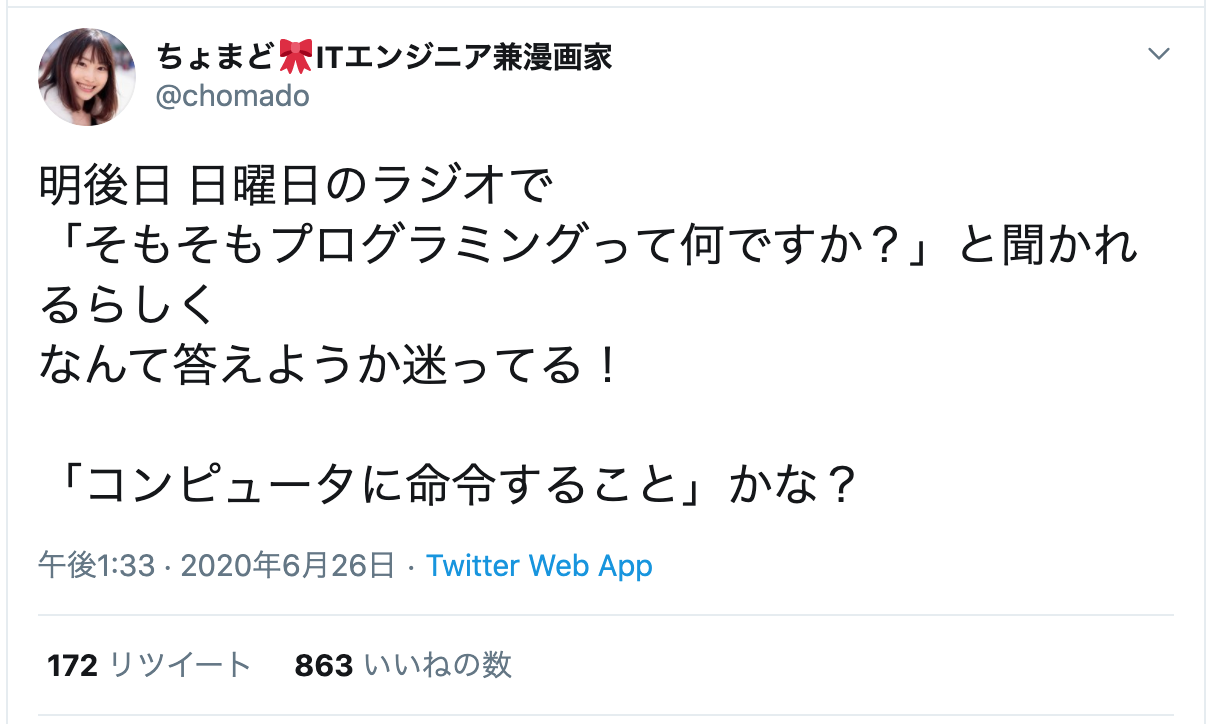 ちょまど🎀ITエンジニア兼漫画家
@chomado
明後日 日曜日のラジオで
「そもそもプログラミングって何ですか？」と聞かれ
るらしく
なんて答えようか迷ってる！
「コンピュータに命令すること」かな？
午後1:33 · 2020年6月26日 · Twitter Web App
172 リツイート 863 いいねの数